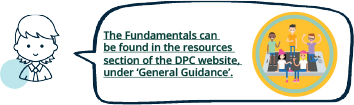 The Fundamentals can
be found in the resources
section of the DPC website,
under ‘General Guidance’.